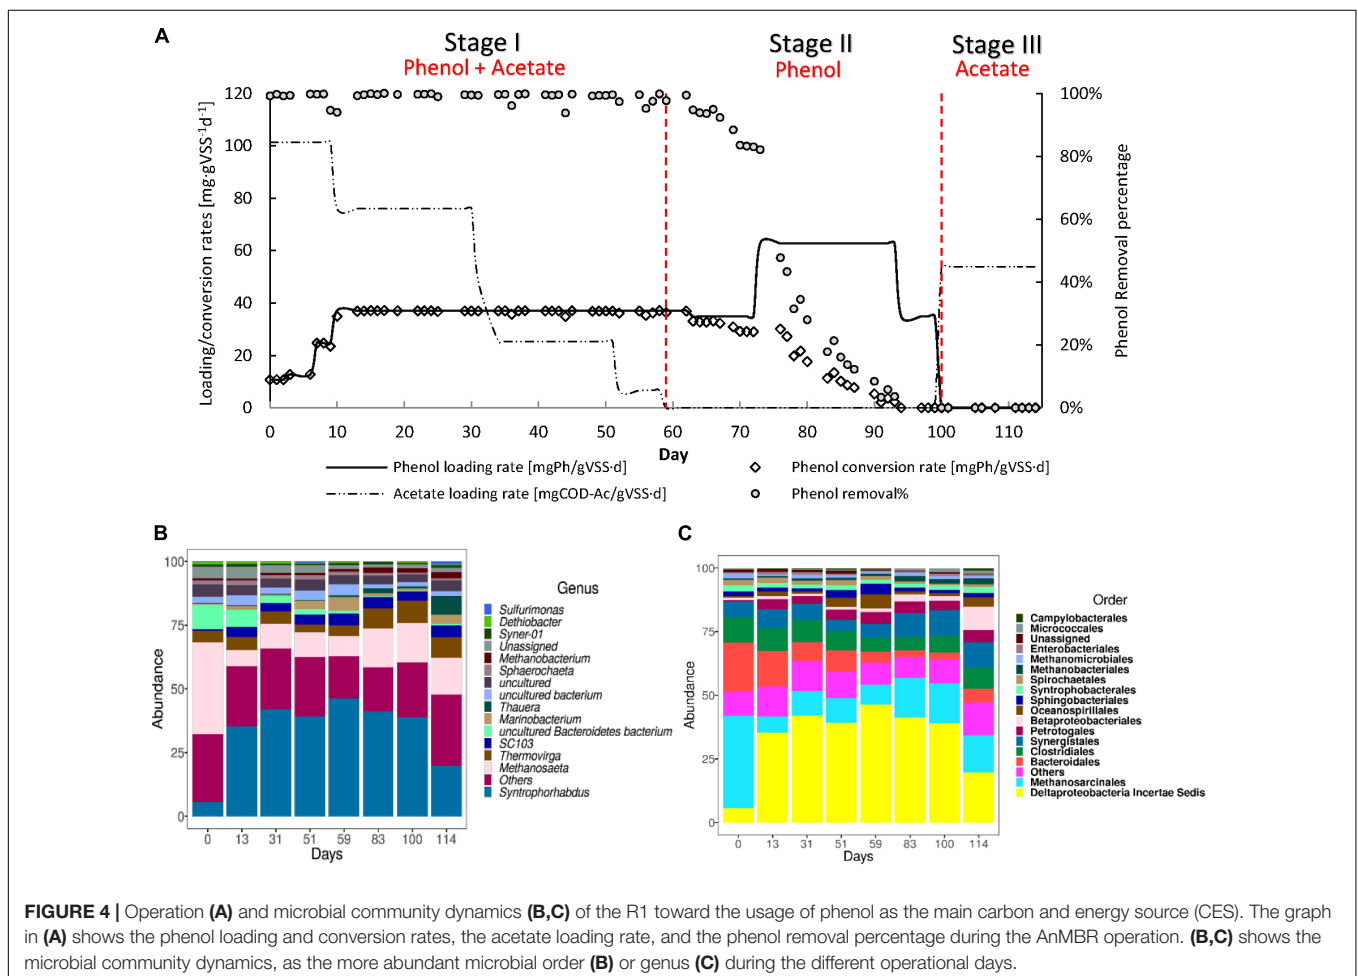 A
Stage I
Phenol + Acetate
Stage II
Phenol
Stage III
Acetate
Loading/conversion rates [mg·gVSS-1d-1]
120
100
80
60
40
20
0
100%
80%
60%
40%
20%
0%
Phenol Removal percentage
0 10 20 30 40 50 60 70 80 90 100 110
Day
Phenol loading rate [mgPh/gVSS·d]
Phenol conversion rate [mgPh/gVSS·d]
Acetate loading rate [mgCOD-Ac/gVSS·d]
Phenol removal%
B
Abundance
100
75
50
25
0
0 13 31 51 59 83 100 114
Days
Genus
Sulfurimonas
Dethiobacter
Syner-01
Unassigned
Methanobacterium
Sphaerochaeta
uncultured
uncultured bacterium
Thauera
Marinobacterium
uncultured Bacteroidetes bacterium
SC103
Thermovirga
Methanosaeta
Others
Syntrophorhabdus
C
Abundance
100
75
50
25
0
0 13 31 51 59 83 100 114
Days
Order
Campylobacterales
Micrococcales
Unassigned
Enterobacteriales
Methanomicrobiales
Methanobacteriales
Spirochaetales
Syntrophobacterales
Sphingobacteriales
Oceanospirillales
Betaproteobacteriales
Petrotogales
Synergistales
Clostridiales
Bacteroidales
Others
Methanosarcinales
Deltaproteobacteria Incertae Sedis
FIGURE 4 | Operation (A) and microbial community dynamics (B,C) of the R1 toward the usage of phenol as the main carbon and energy source (CES). The graph
in (A) shows the phenol loading and conversion rates, the acetate loading rate, and the phenol removal percentage during the AnMBR operation. (B,C) shows the
microbial community dynamics, as the more abundant microbial order (B) or genus (C) during the different operational days.